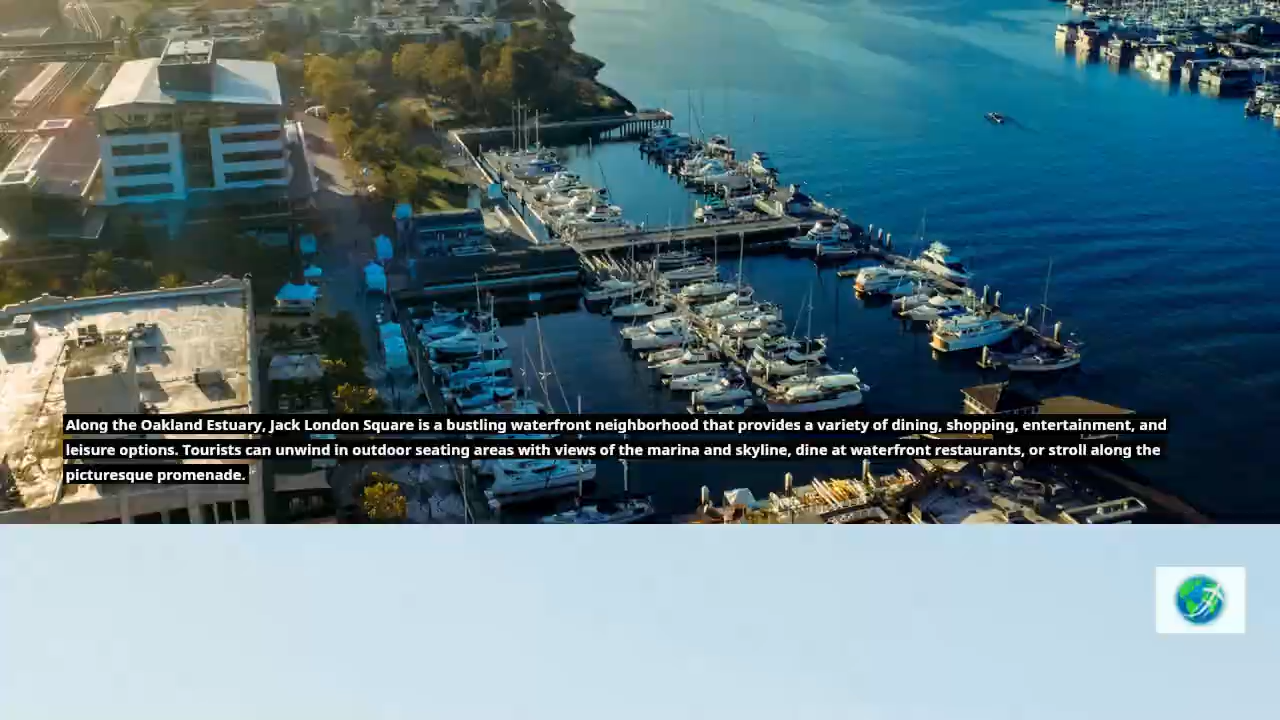 Along the Oakland Estuary, Jack London Square is a bustling waterfront neighborhood that provides a variety of dining, shopping, entertainment, and
leisure options. Tourists can unwind in outdoor seating areas with views of the marina and skyline, dine at waterfront restaurants, or stroll along the
picturesque promenade.